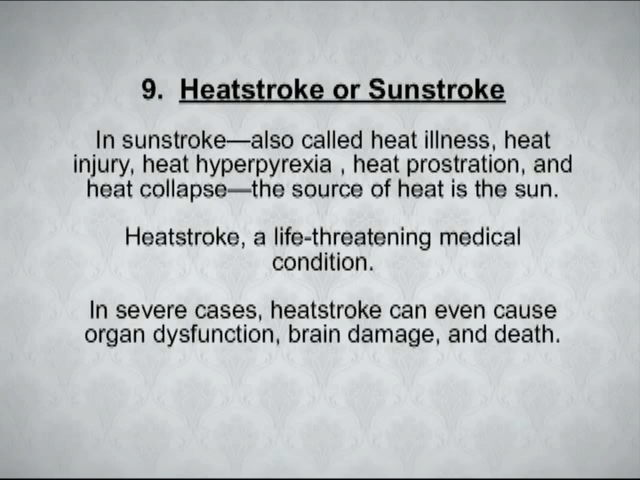 9. Heatstroke or Sunstroke
In sunstroke—also called heat illness, heat
injury, heat hyperpyrexia , heat prostration, and
heat collapse—the source of heat is the sun.
Heatstroke, a life-threatening medical
condition.
In severe cases, heatstroke can even cause
organ dysfunction, brain damage, and death.